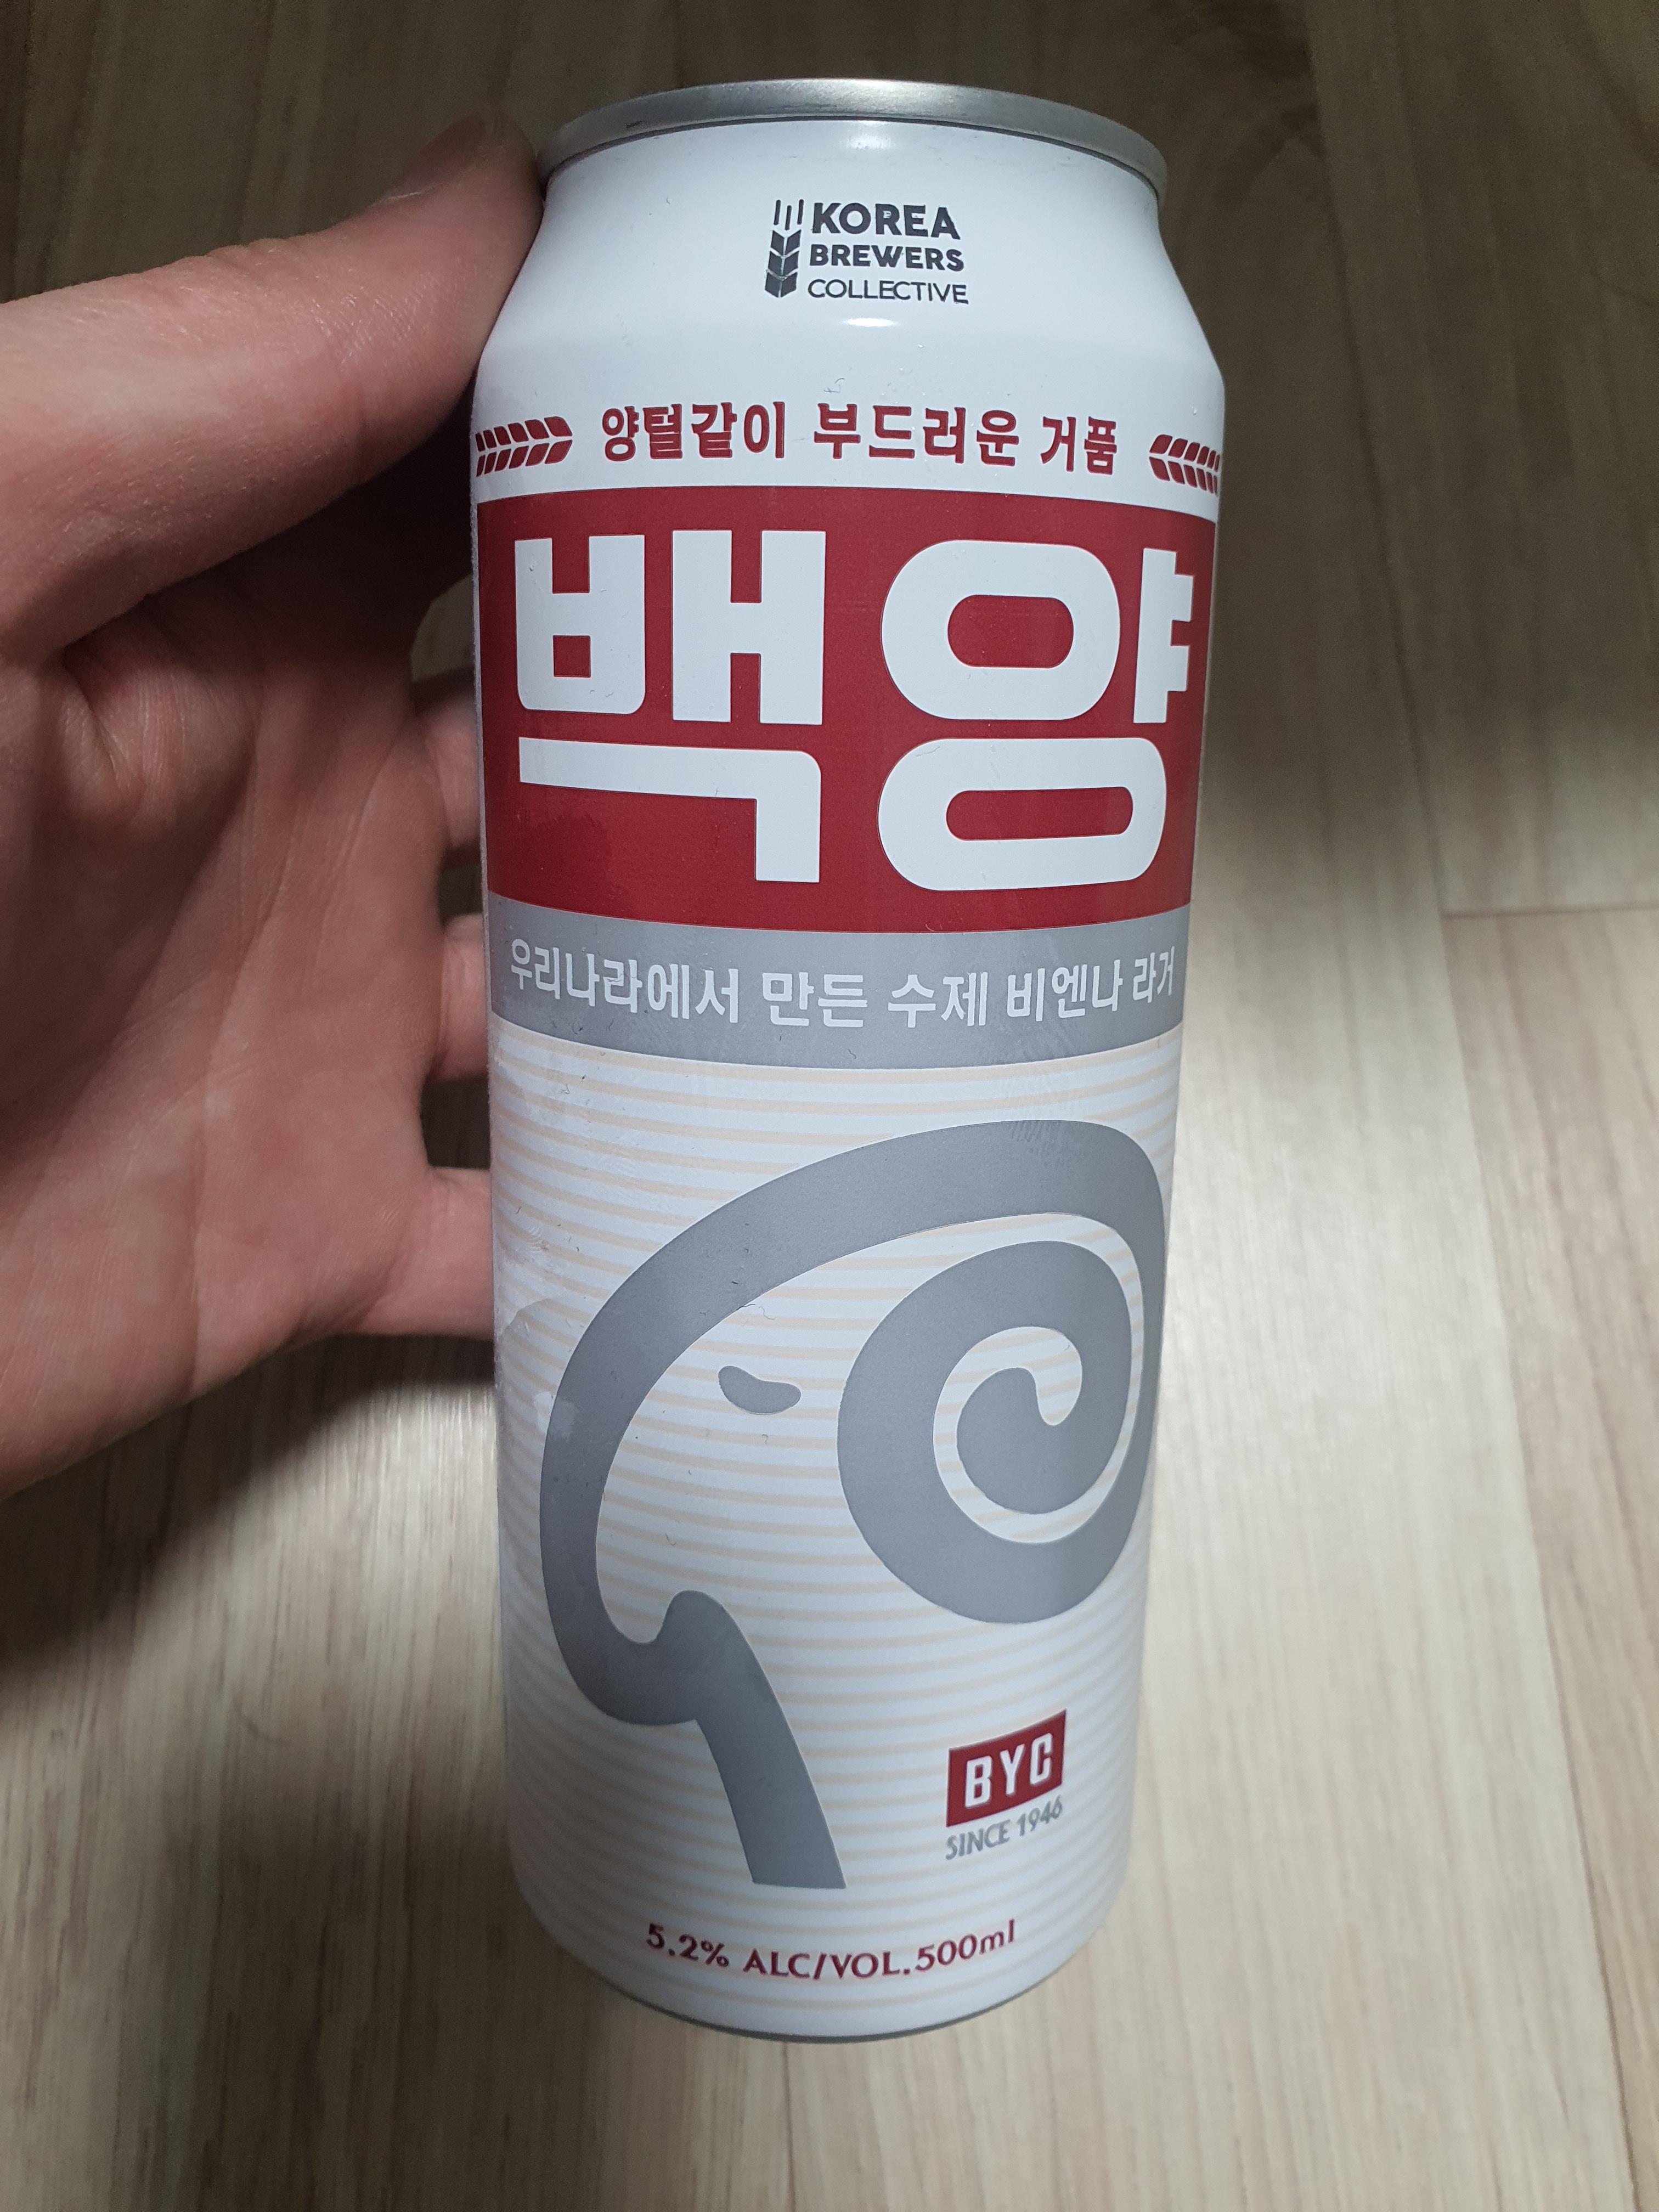 KOREA
BREWERS
COLLECTIVE
양털같이 부드러운 거품
백양
우리나라에서 만든 수제 비엔나 라거
BYC
SINCE 1946
5.2% ALC/VOL.500ml